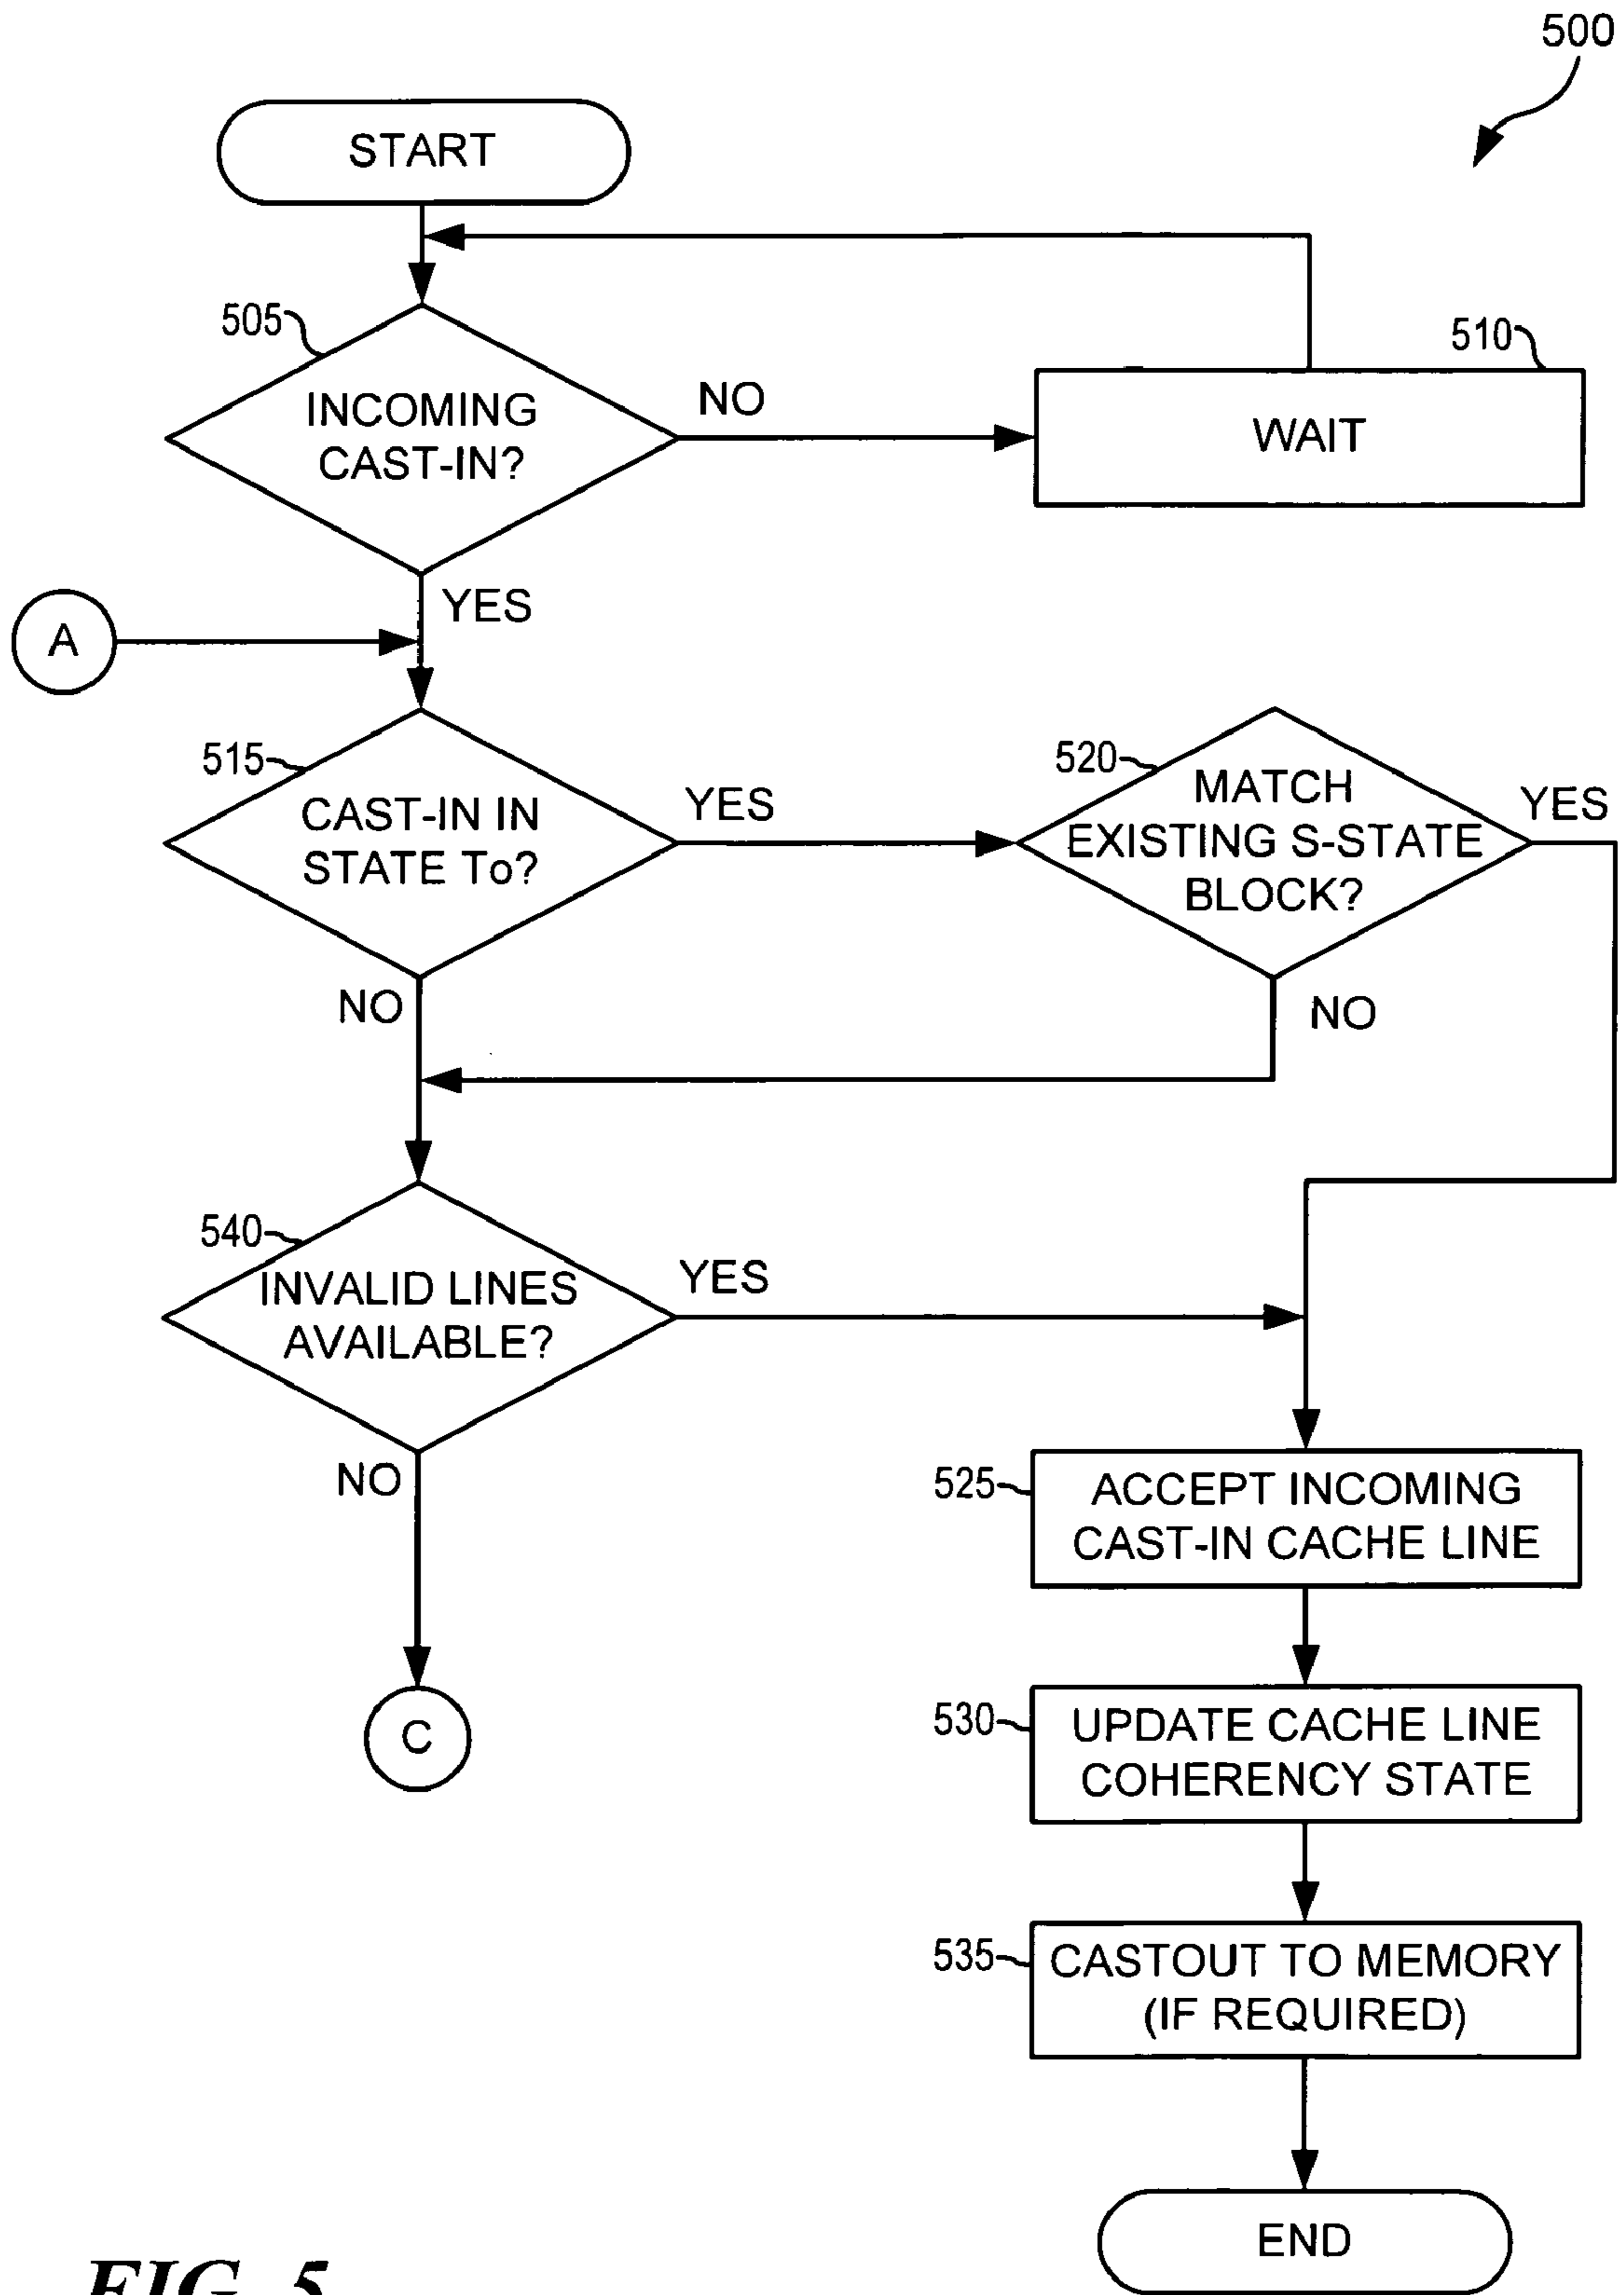 500
START
505
INCOMING
CAST-IN?
NO
510
WAIT
YES
A
515
CAST-IN IN
STATE To?
YES
520
MATCH
EXISTING S-STATE
BLOCK?
YES
NO
NO
540
INVALID LINES
AVAILABLE?
YES
NO
C
525
ACCEPT INCOMING
CAST-IN CACHE LINE
530
UPDATE CACHE LINE
COHERENCY STATE
535
CASTOUT TO MEMORY
(IF REQUIRED)
END
FIG. 5